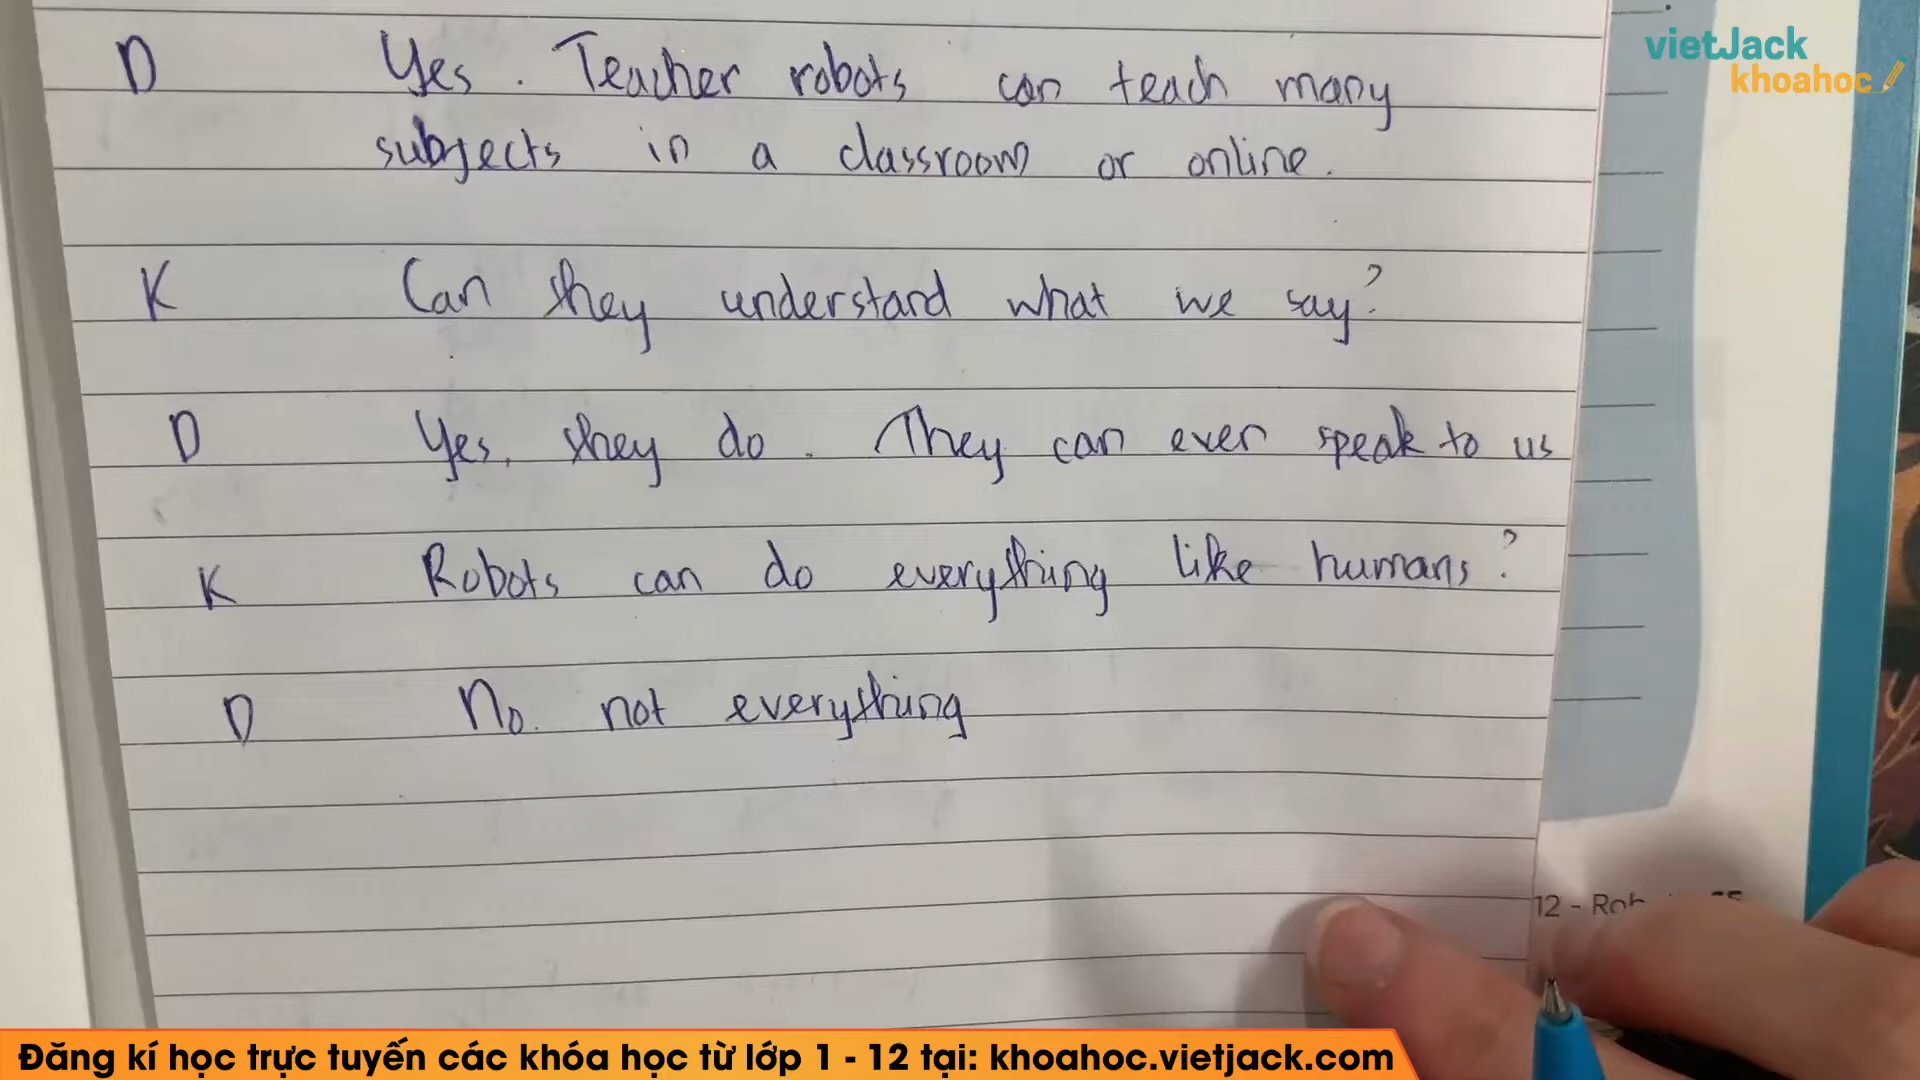 vietJack
khoahoc
D Yes. Teacher robots can teach many
subjects in a classroom or online.
K Can they understand what we say?
D Yes, they do. They can even speak to us
K Robots can do everything like humans?
D No. not everything
12 - Rob
Đăng kí học trực tuyến các khóa học từ lớp 1 - 12 tại: khoahoc.vietjack.com